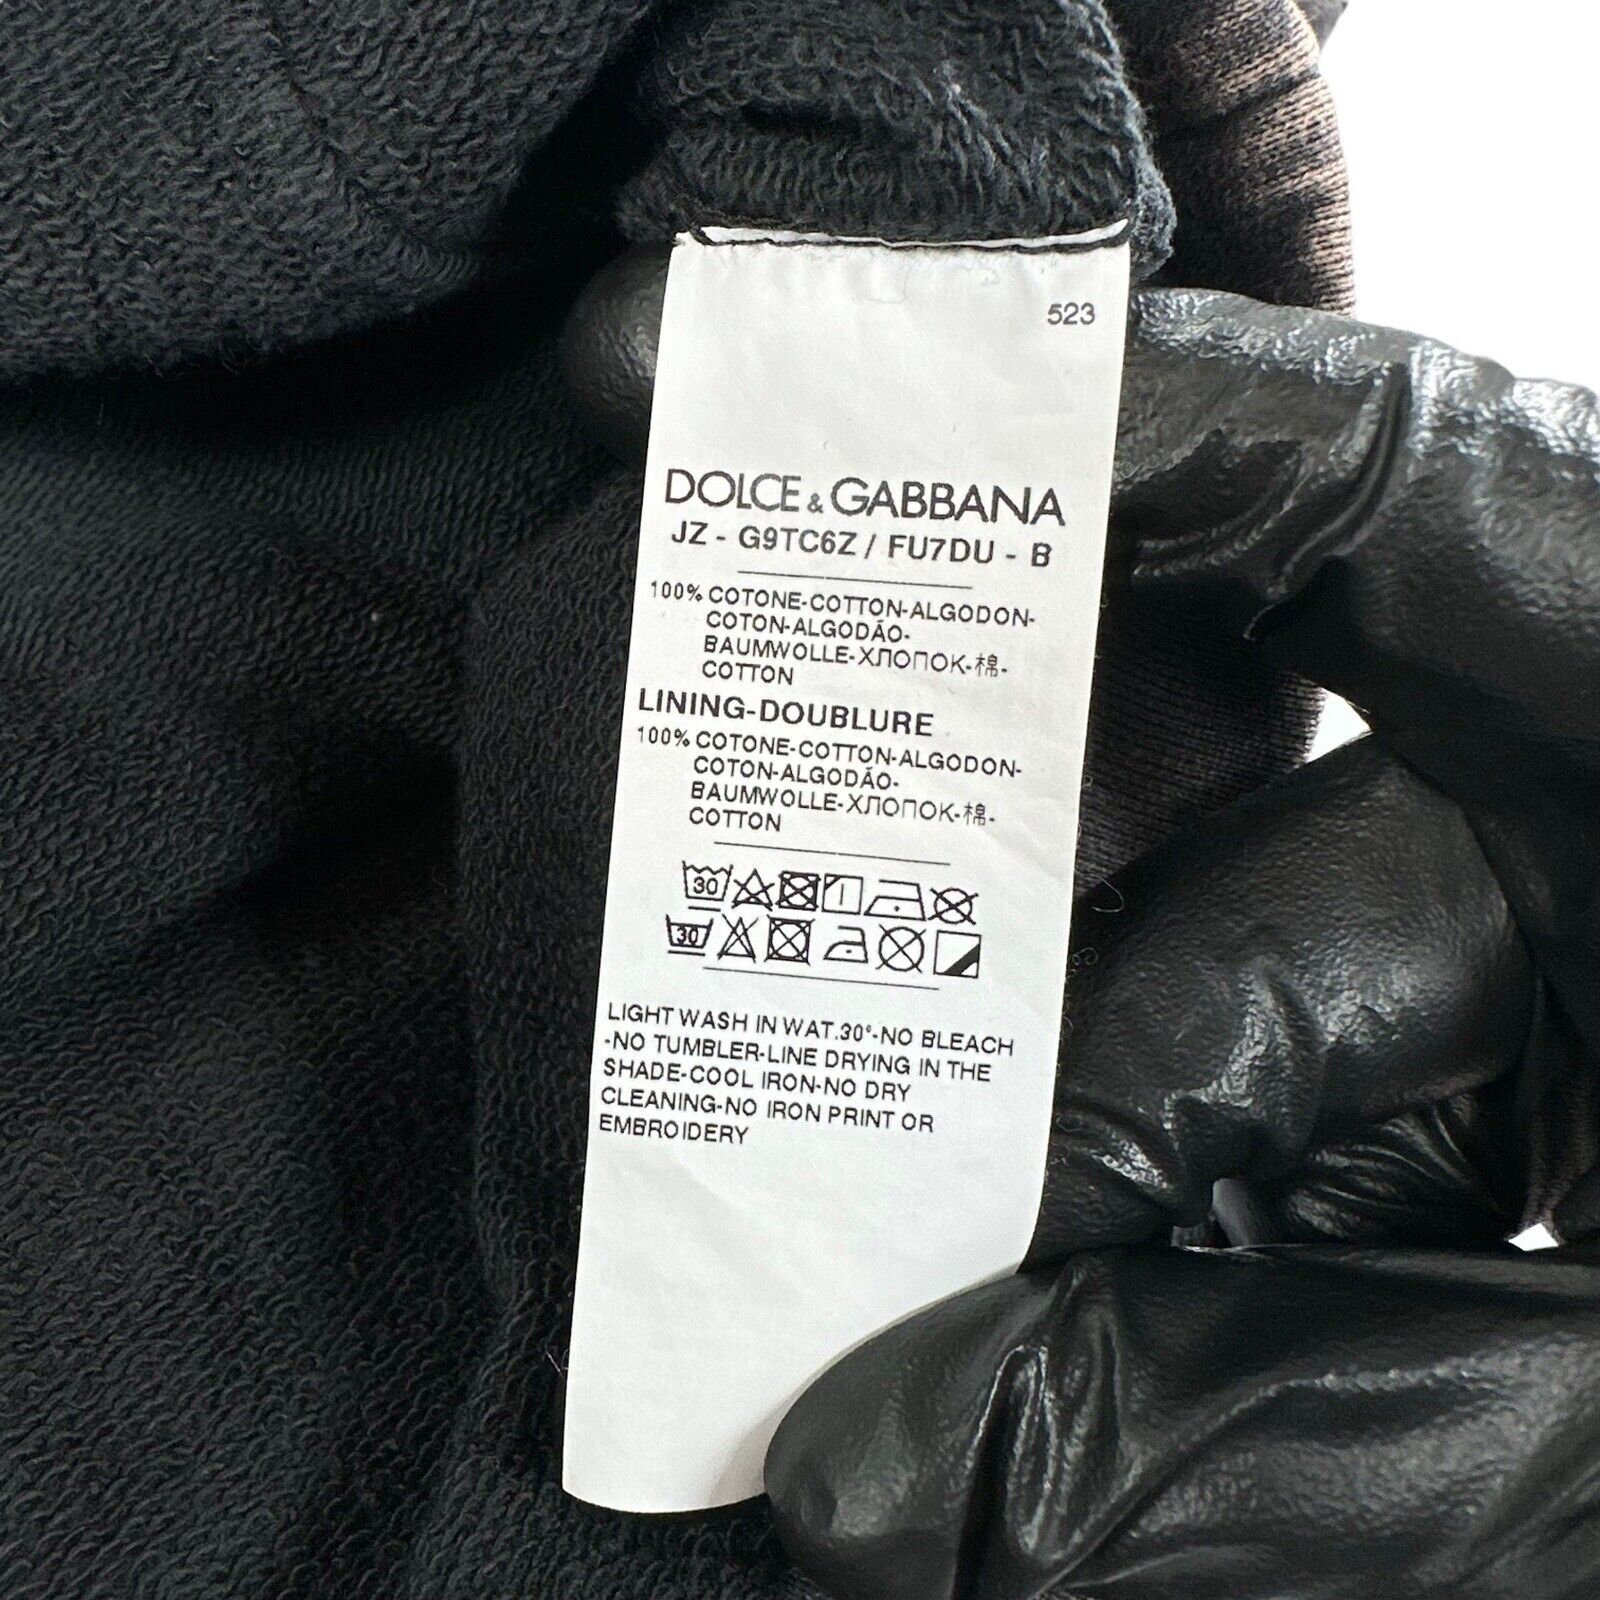 523
DOLCE & GABBANA
JZ - G9TC6Z / FU7DU - B
100% COTONE-COTTON-ALGODON-
COTON-ALGODÃO-
BAUMWOLLE-ХЛОПОК-棉-
COTTON
LINING-DOUBLURE
100% COTONE-COTTON-ALGODON-
COTON-ALGODÃO-
BAUMWOLLE-ХЛОПОК-棉-
COTTON
30
30
LIGHT WASH IN WAT.30°-NO BLEACH
-NO TUMBLER-LINE DRYING IN THE
SHADE-COOL IRON-NO DRY
CLEANING-NO IRON PRINT OR
EMBROIDERY